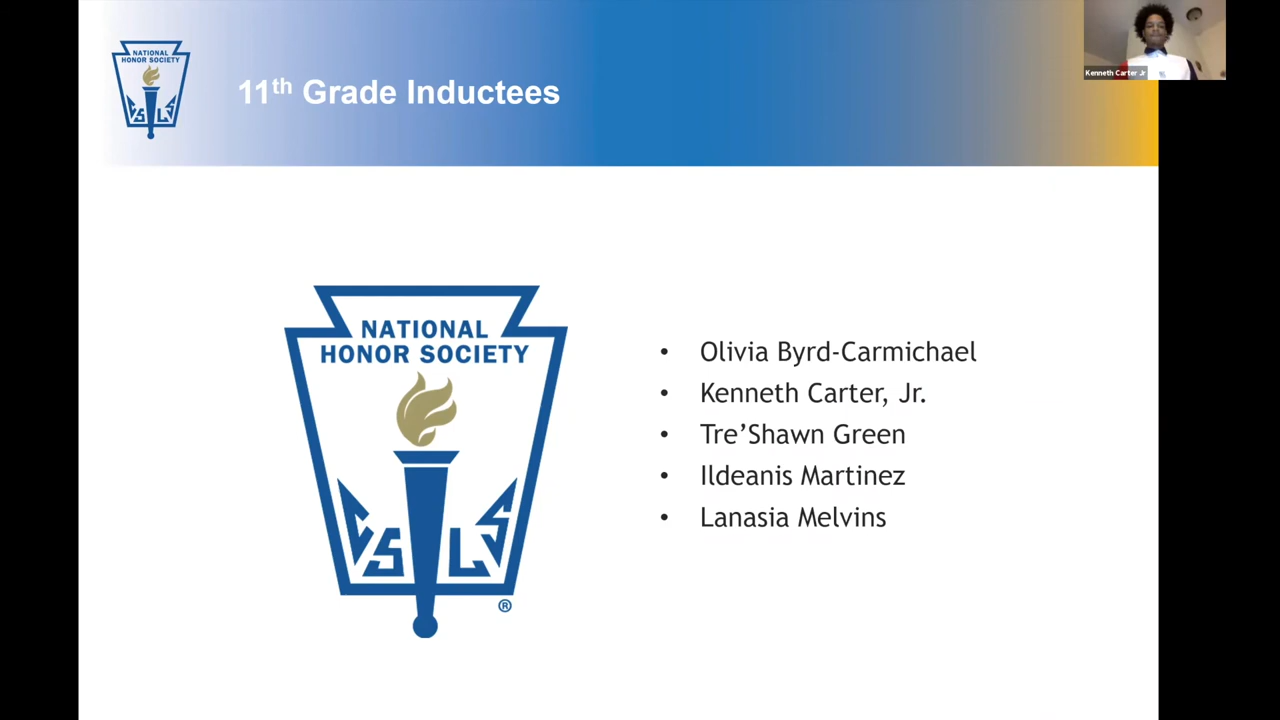 NATIONAL
HONOR SOCIETY
C S L S
11th Grade Inductees
Kenneth Carter Jr
NATIONAL
HONOR SOCIETY
C S L S
®
• Olivia Byrd-Carmichael
• Kenneth Carter, Jr.
• Tre’Shawn Green
• Ildeanis Martinez
• Lanasia Melvins